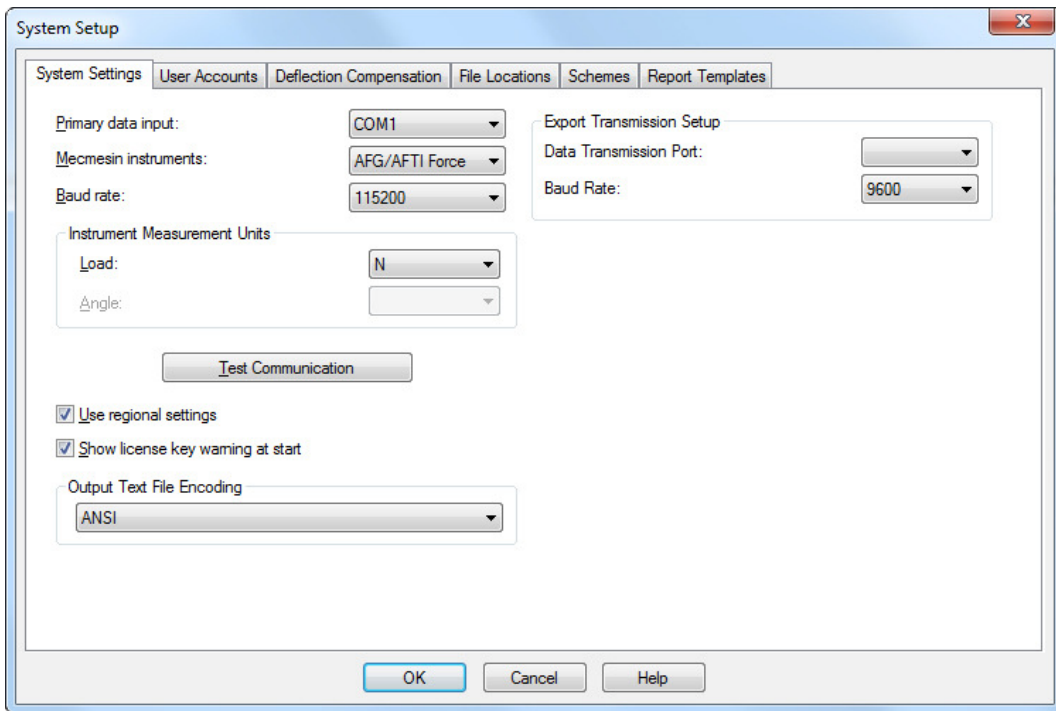 System Setup
System Settings
User Accounts
Deflection Compensation
File Locations
Schemes
Report Templates
Primary data input:
COM1
Mecmesin instruments:
AFG/AFTI Force
Baud rate:
115200
Instrument Measurement Units
Load:
N
Angle:
Test Communication
Use regional settings
Show license key warning at start
Output Text File Encoding
ANSI
Export Transmission Setup
Data Transmission Port:
Baud Rate:
9600
OK
Cancel
Help